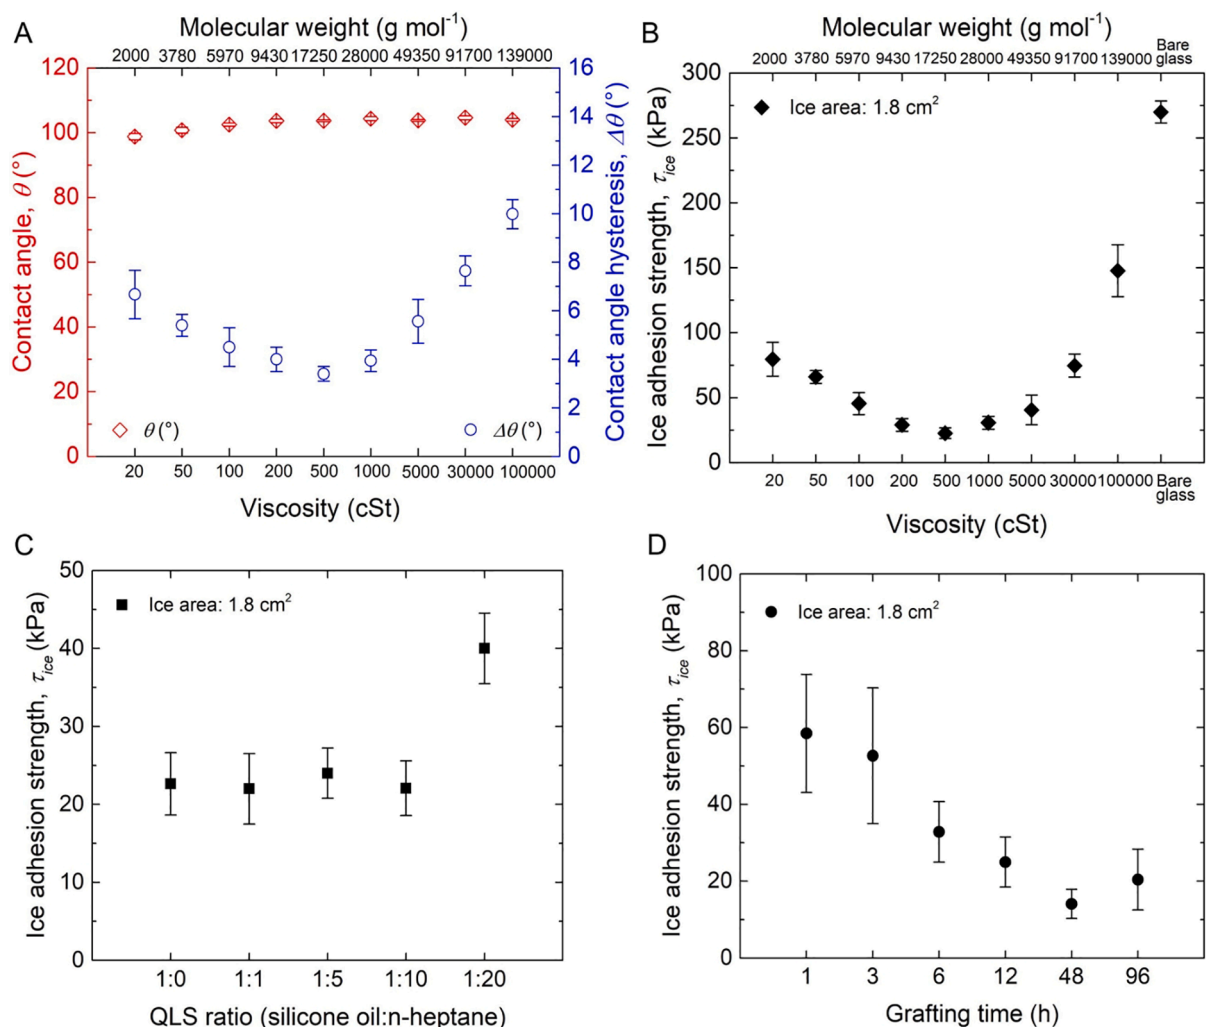 A
Molecular weight (g mol-1)
2000 3780 5970 9430 17250 28000 49350 91700 139000
120
100
80
60
40
20
0
Contact angle, θ (°)
16
14
12
10
8
6
4
2
0
Contact angle hysteresis, Δθ (°)
θ (°)
Δθ (°)
20 50 100 200 500 1000 5000 30000 100000
Viscosity (cSt)
B
Molecular weight (g mol-1)
2000 3780 5970 9430 17250 28000 49350 91700 139000 Bare
glass
300
250
200
150
100
50
0
Ice adhesion strength, τice (kPa)
Ice area: 1.8 cm2
20 50 100 200 500 1000 5000 30000 100000 Bare
glass
Viscosity (cSt)
C
50
40
30
20
10
0
Ice adhesion strength, τice (kPa)
Ice area: 1.8 cm2
1:0 1:1 1:5 1:10 1:20
QLS ratio (silicone oil:n-heptane)
D
100
80
60
40
20
0
Ice adhesion strength, τice (kPa)
Ice area: 1.8 cm2
1 3 6 12 48 96
Grafting time (h)